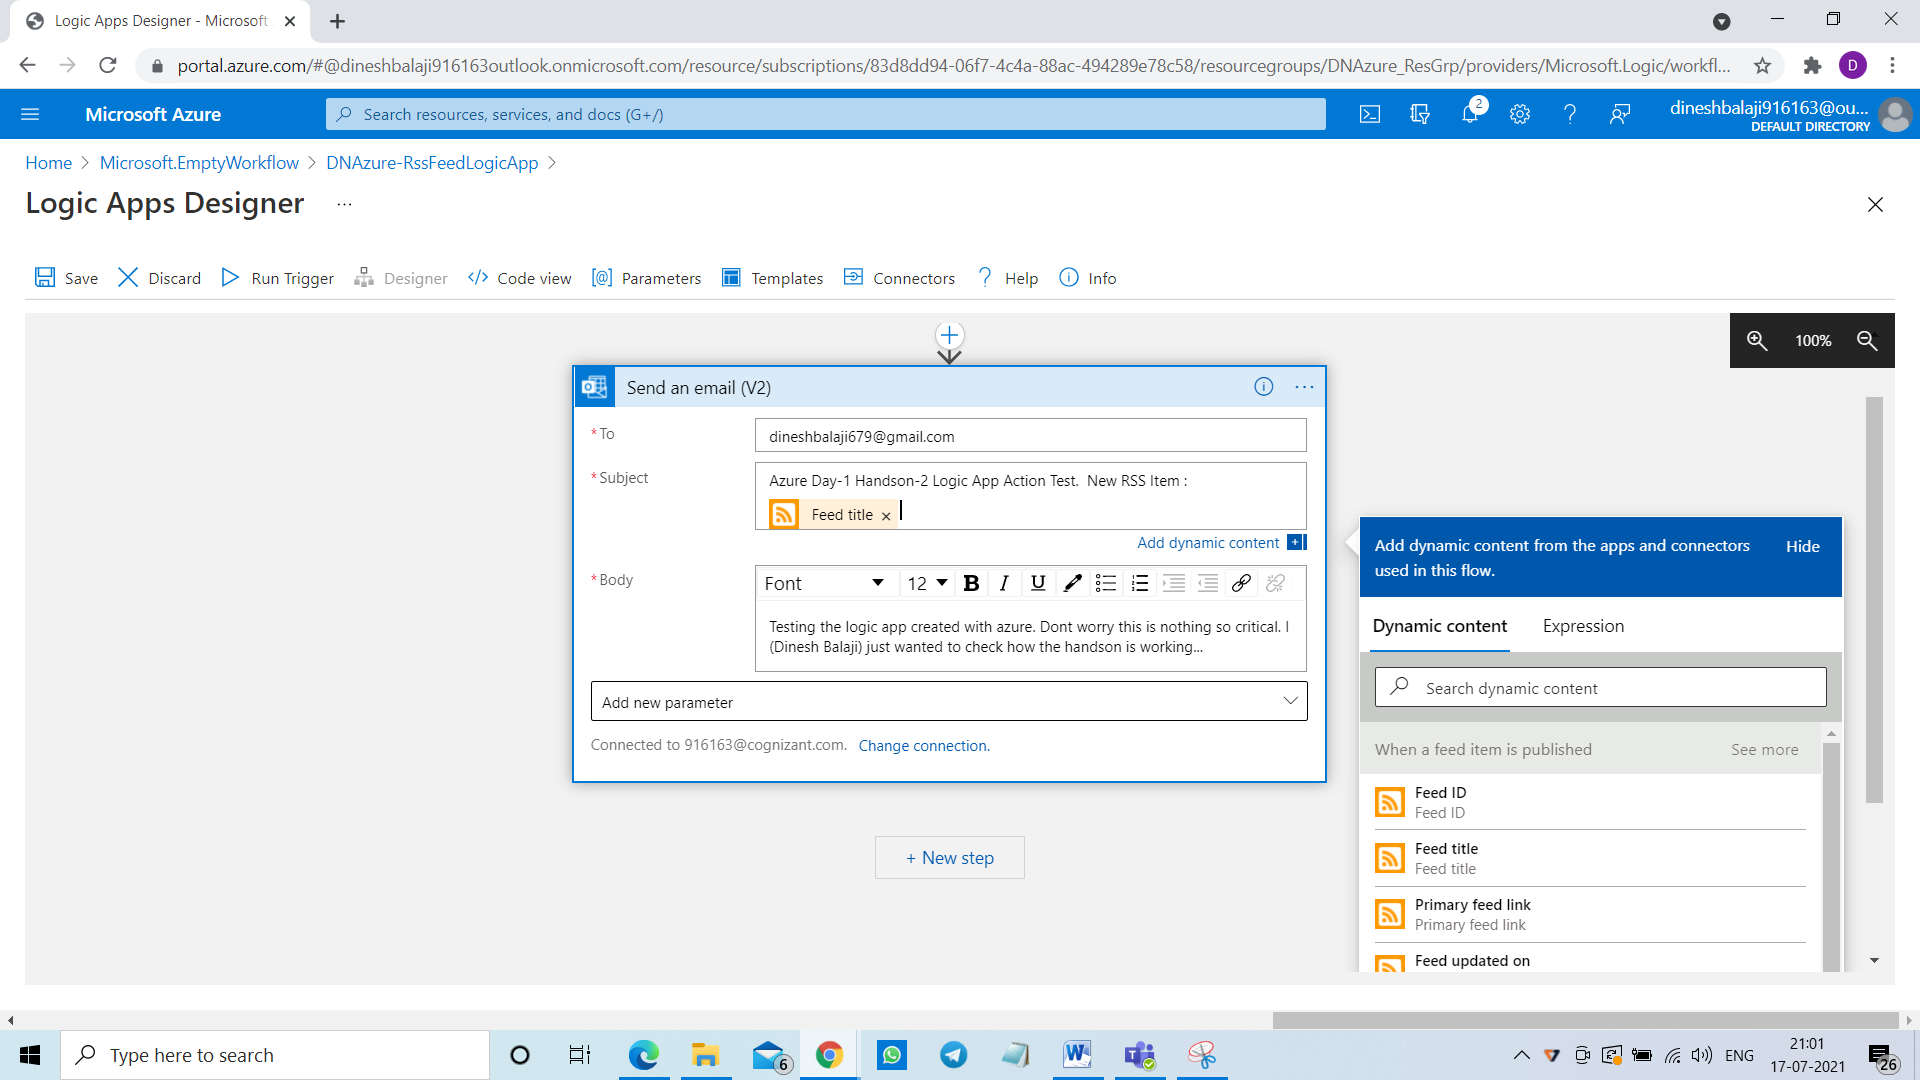 Logic Apps Designer - Microsoft
portal.azure.com/#@dineshbalaji916163outlook.onmicrosoft.com/resource/subscriptions/83d8dd94-06f7-4c4a-88ac-494289e78c58/resourcegroups/DNAzure_ResGrp/providers/Microsoft.Logic/workfl...
D
Microsoft Azure
Search resources, services, and docs (G+/)
2
dineshbalaji916163@ou...
DEFAULT DIRECTORY
Home > Microsoft.EmptyWorkflow > DNAzure-RssFeedLogicApp >
Logic Apps Designer ...
Save Discard Run Trigger Designer Code view Parameters Templates Connectors Help Info
100%
Send an email (V2)
*To
dineshbalaji679@gmail.com
*Subject
Azure Day-1 Handson-2 Logic App Action Test. New RSS Item :
Feed title ×
Add dynamic content
*Body
Font 12 B I U
Testing the logic app created with azure. Dont worry this is nothing so critical. I
(Dinesh Balaji) just wanted to check how the handson is working...
Add new parameter
Connected to 916163@cognizant.com. Change connection.
+ New step
Add dynamic content from the apps and connectors
used in this flow.
Hide
Dynamic content Expression
Search dynamic content
When a feed item is published See more
Feed ID
Feed ID
Feed title
Feed title
Primary feed link
Primary feed link
Feed updated on
Type here to search
6
ENG
21:01
17-07-2021
26